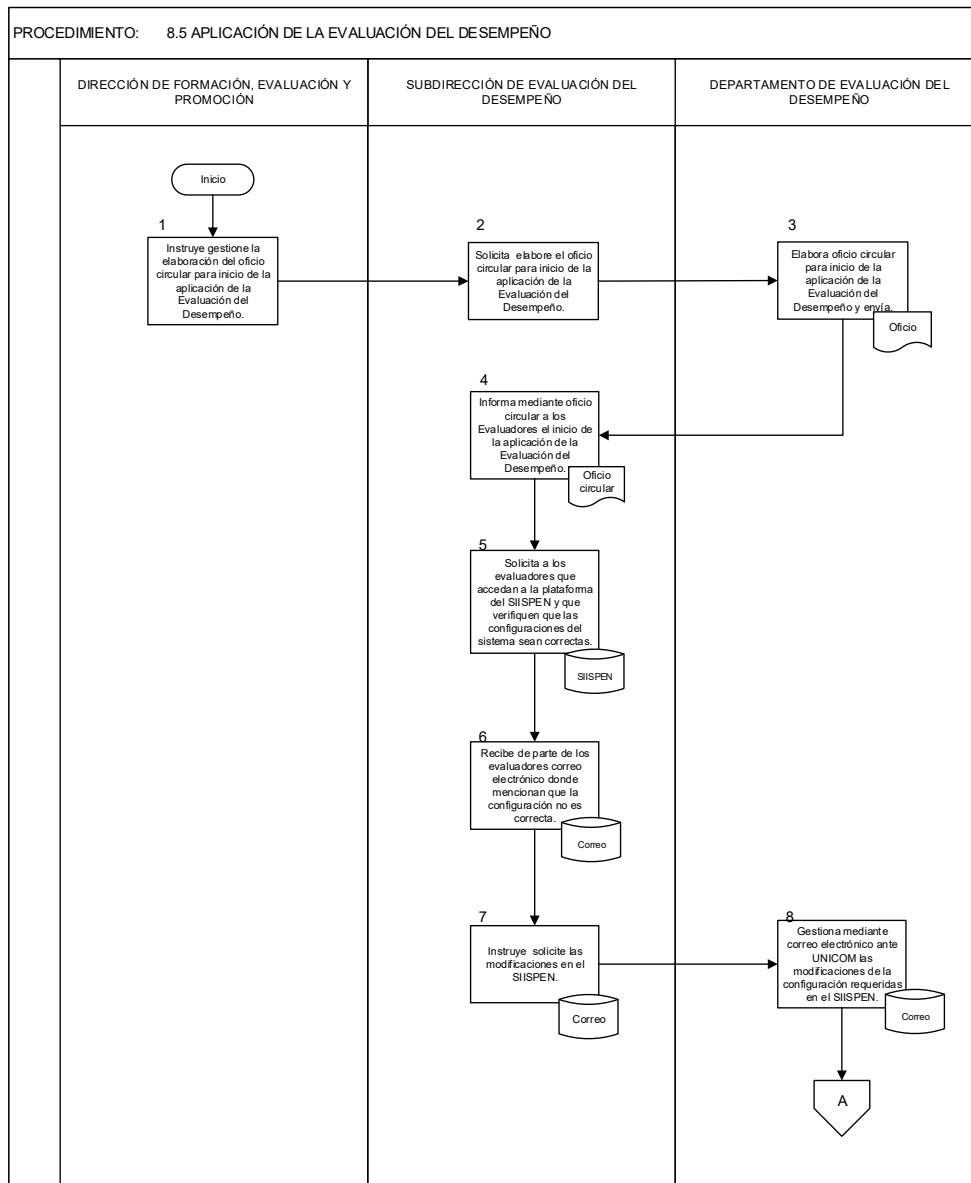 PROCEDIMIENTO: 8.5 APLICACIÓN DE LA EVALUACIÓN DEL DESEMPEÑO
DIRECCIÓN DE FORMACIÓN, EVALUACIÓN Y
PROMOCIÓN
SUBDIRECCIÓN DE EVALUACIÓN DEL
DESEMPEÑO
DEPARTAMENTO DE EVALUACIÓN DEL
DESEMPEÑO
Inicio
1
Instruye gestione la
elaboración del oficio
circular para inicio de la
aplicación de la
Evaluación del
Desempeño.
2
Solicita elabore el oficio
circular para inicio de la
aplicación de la
Evaluación del
Desempeño.
3
Elabora oficio circular
para inicio de la
aplicación de la
Evaluación del
Desempeño y envía.
Oficio
4
Informa mediante oficio
circular a los
Evaluadores el inicio de
la aplicación de la
Evaluación del
Desempeño.
Oficio
circular
5
Solicita a los
evaluadores que
accedan a la plataforma
del SIISPEN y que
verifiquen que las
configuraciones del
sistema sean correctas.
SIISPEN
6
Recibe de parte de los
evaluadores correo
electrónico donde
mencionan que la
configuración no es
correcta.
Correo
7
Instruye solicite las
modificaciones en el
SIISPEN.
Correo
8
Gestiona mediante
correo electrónico ante
UNICOM las
modificaciones de la
configuración requeridas
en el SIISPEN.
Correo
A